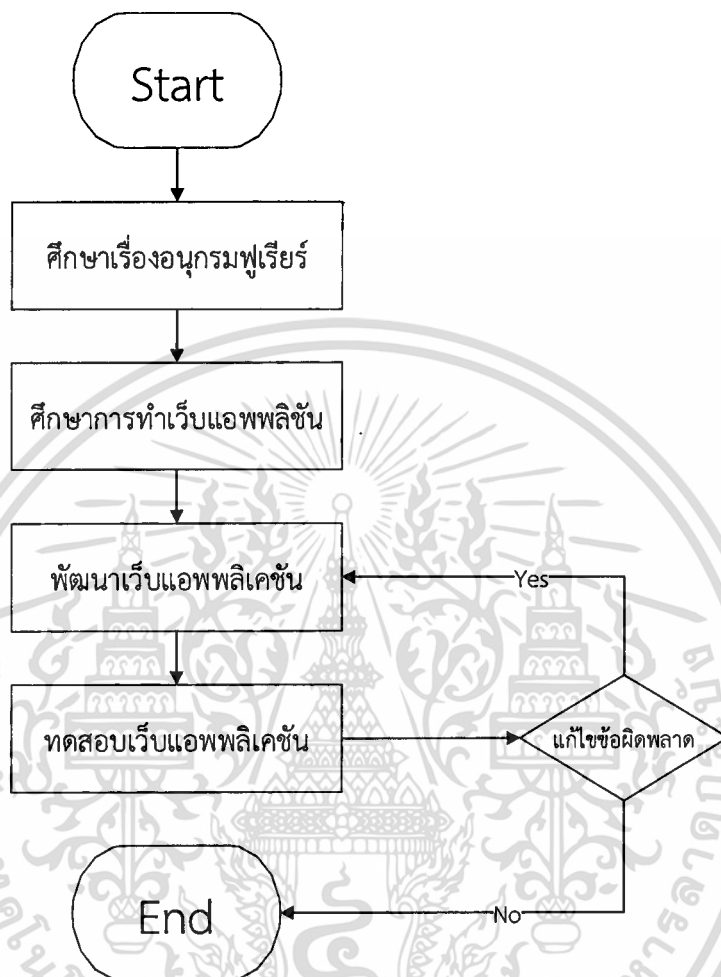 Start
ศึกษาเรื่องอนุกรมฟูเรียร์
ศึกษาการทำเว็บแอพพลิชัน
พัฒนาเว็บแอพพลิเคชัน
Yes
ทดสอบเว็บแอพพลิเคชัน
แก้ไขข้อผิดพลาด
End
No